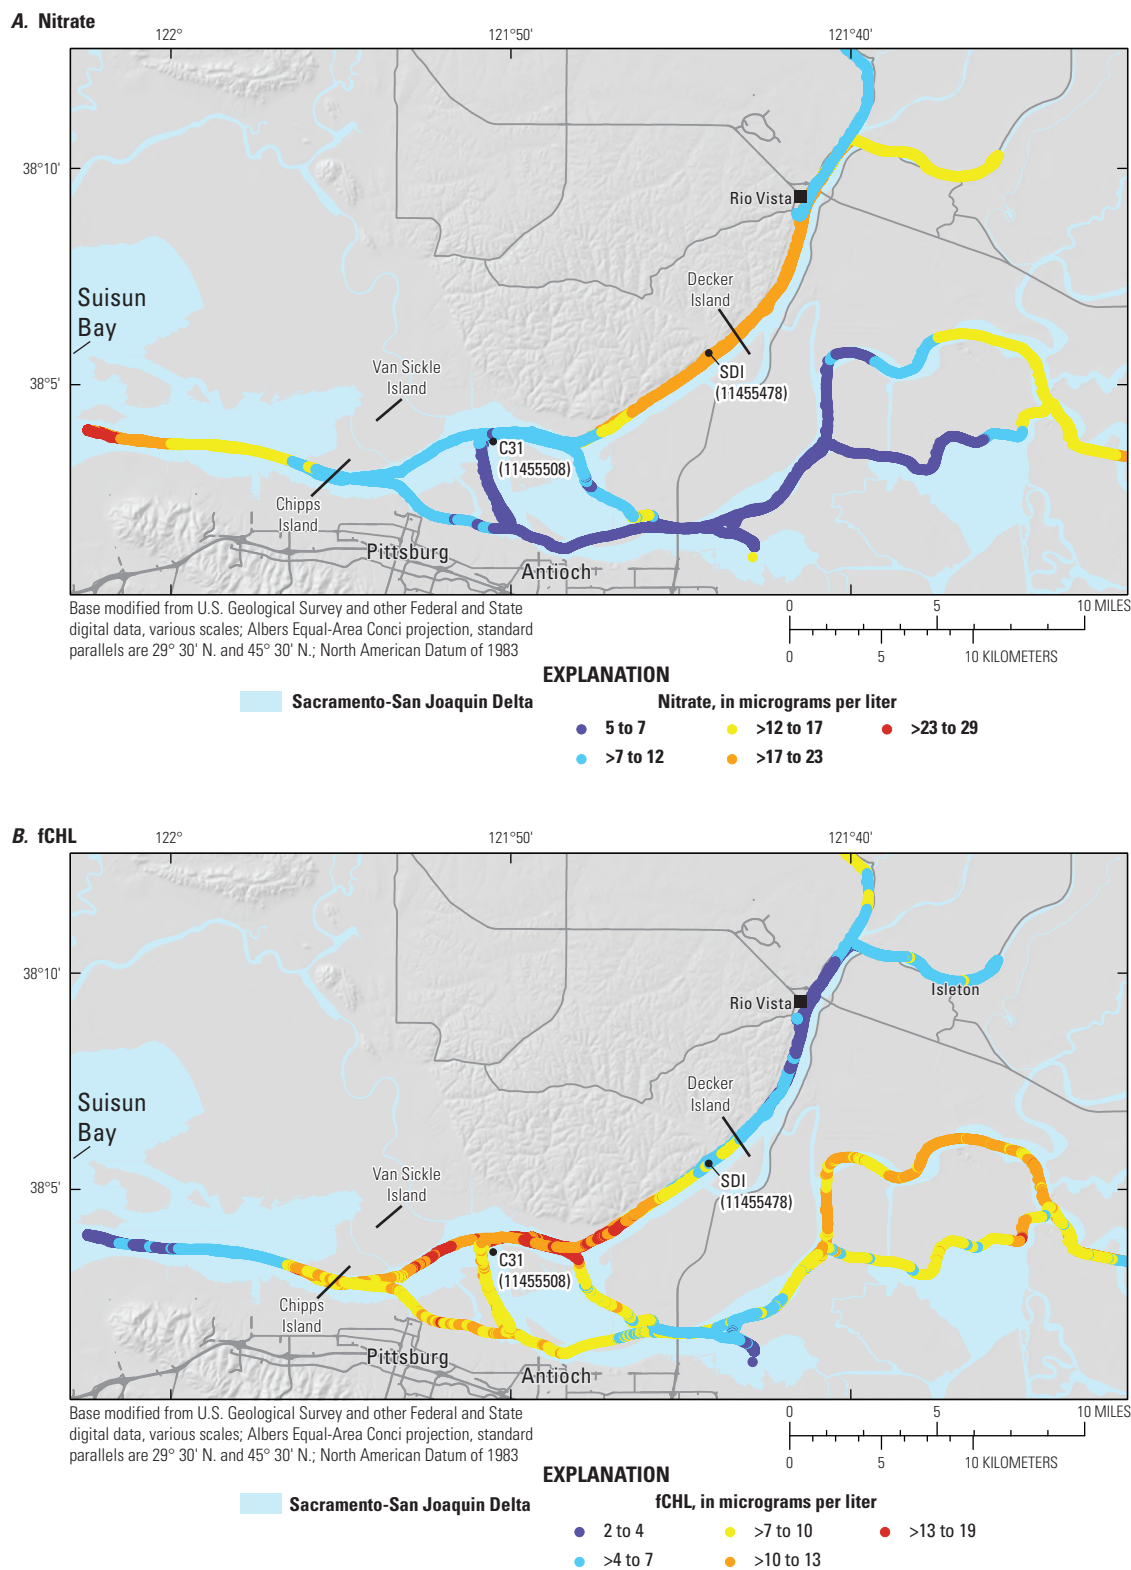 A. Nitrate
122°
121°50'
121°40'
38°10'
Rio Vista
Decker
Island
Suisun
Bay
Van Sickle
Island
38°5'
SDI
(11455478)
C31
(11455508)
Chipps
Island
Pittsburg
Antioch
Base modified from U.S. Geological Survey and other Federal and State
digital data, various scales; Albers Equal-Area Conci projection, standard
parallels are 29° 30' N. and 45° 30' N.; North American Datum of 1983
0 5 10 MILES
0 5 10 KILOMETERS
EXPLANATION
Sacramento-San Joaquin Delta
Nitrate, in micrograms per liter
5 to 7
>12 to 17
>23 to 29
>7 to 12
>17 to 23
B. fCHL
122°
121°50'
121°40'
38°10'
Isleton
Rio Vista
Decker
Island
Suisun
Bay
Van Sickle
Island
38°5'
SDI
(11455478)
C31
(11455508)
Chipps
Island
Pittsburg
Antioch
Base modified from U.S. Geological Survey and other Federal and State
digital data, various scales; Albers Equal-Area Conci projection, standard
parallels are 29° 30' N. and 45° 30' N.; North American Datum of 1983
0 5 10 MILES
0 5 10 KILOMETERS
EXPLANATION
Sacramento-San Joaquin Delta
fCHL, in micrograms per liter
2 to 4
>7 to 10
>13 to 19
>4 to 7
>10 to 13